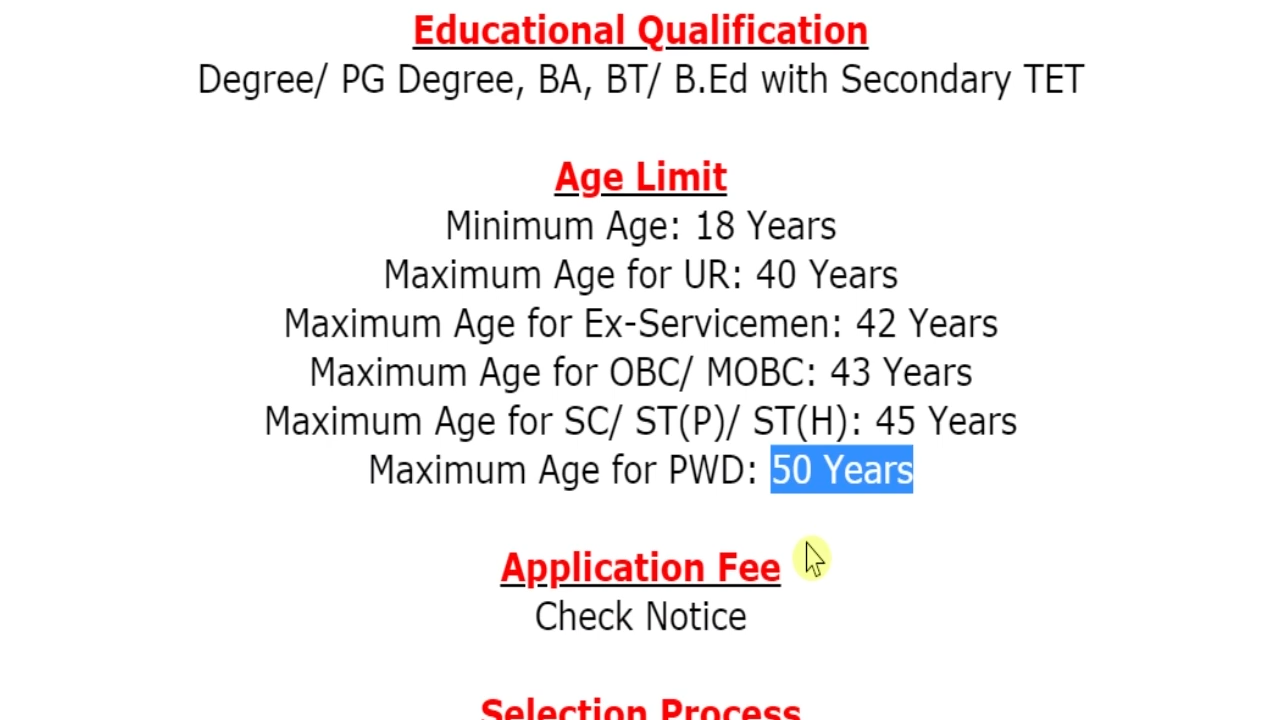 Educational Qualification
Degree/ PG Degree, BA, BT/ B.Ed with Secondary TET
Age Limit
Minimum Age: 18 Years
Maximum Age for UR: 40 Years
Maximum Age for Ex-Servicemen: 42 Years
Maximum Age for OBC/ MOBC: 43 Years
Maximum Age for SC/ ST(P)/ ST(H): 45 Years
Maximum Age for PWD: 50 Years
Application Fee
Check Notice
Selection Process